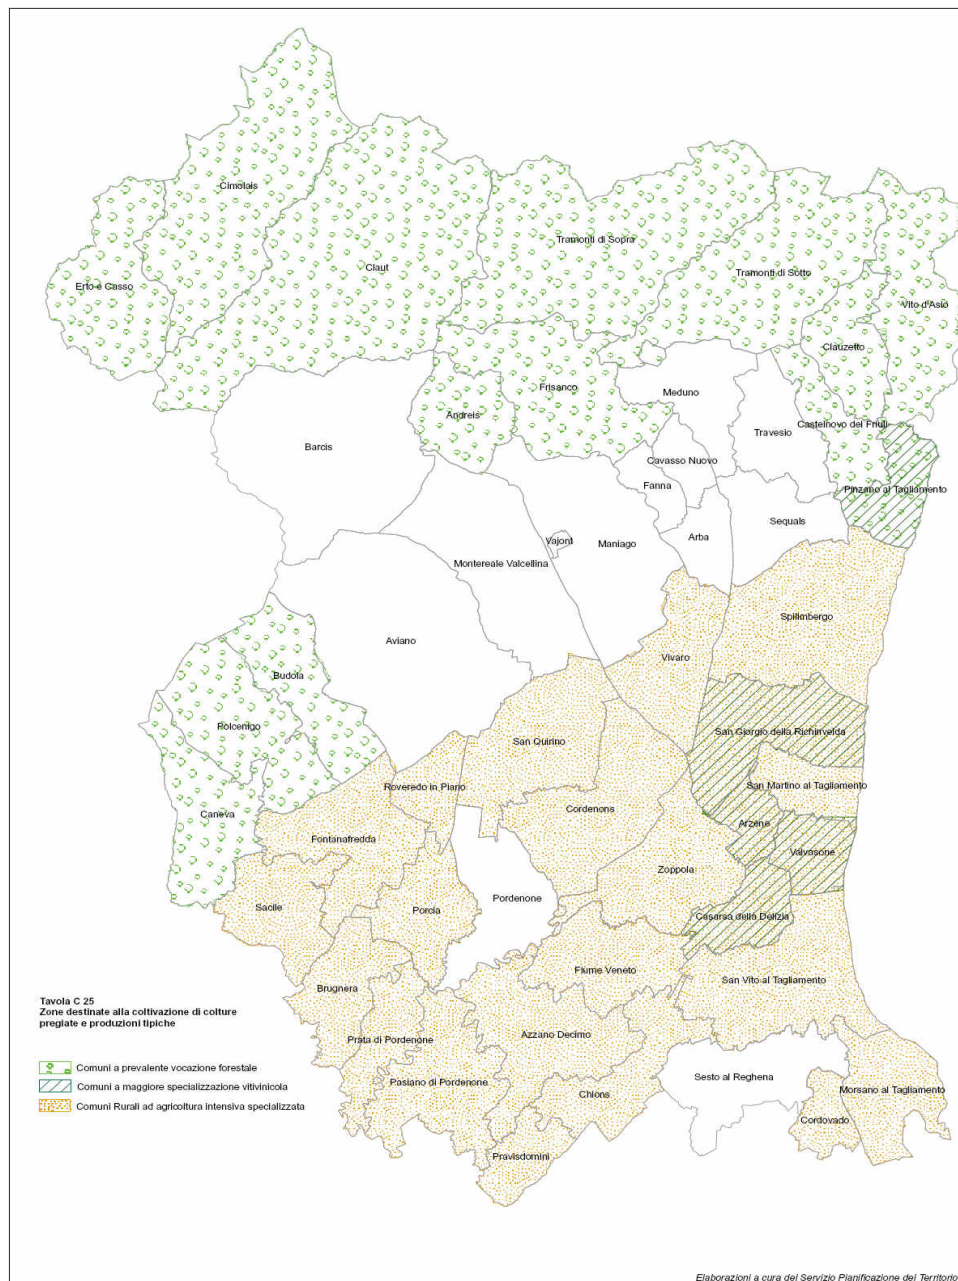 Cimolais
Tramonti di Sopra
Claut
Tramonti di Sotto
Erto e Casso
Vito d'Asio
Clauzetto
Frisanco
Meduno
Andreis
Castelnovo del Friuli
Travesio
Barcis
Cavasso Nuovo
Fanna
Pinzano al Tagliamento
Sequals
Arba
Vajont
Maniago
Montereale Valcellina
Spilimbergo
Aviano
Vivaro
Budoia
Polcenigo
San Giorgio della Richinvelda
San Quirino
Roveredo in Piano
San Martino al Tagliamento
Cordenons
Caneva
Arzene
Fontanafredda
Valvasone
Zoppola
Pordenone
Sacile
Porcia
Casarsa della Delizia
Fiume Veneto
San Vito al Tagliamento
Brugnera
Tavola C 25
Zone destinate alla coltivazione di colture
pregiate e produzioni tipiche
Azzano Decimo
Prata di Pordenone
Comuni a prevalente vocazione forestale
Sesto al Reghena
Pasiano di Pordenone
Comuni a maggiore specializzazione vitivinicola
Morsano al Tagliamento
Chions
Comuni Rurali ad agricoltura intensiva specializzata
Cordovado
Pravisdomini
Elaborazioni a cura del Servizio Pianificazione del Territorio